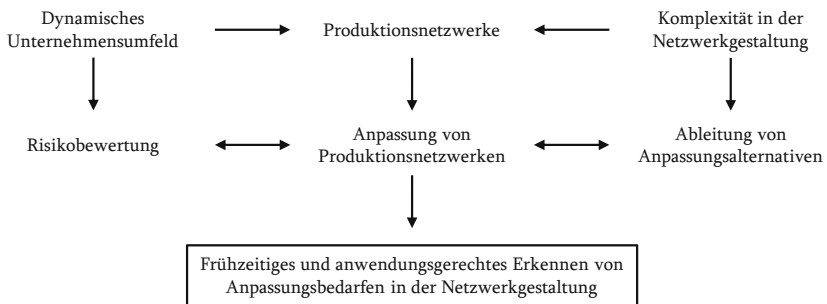 Dynamisches
Unternehmensumfeld
Produktionsnetzwerke
Komplexität in der
Netzwerkgestaltung
Risikobewertung
Anpassung von
Produktionsnetzwerken
Ableitung von
Anpassungsalternativen
Frühzeitiges und anwendungsgerechtes Erkennen von
Anpassungsbedarfen in der Netzwerkgestaltung